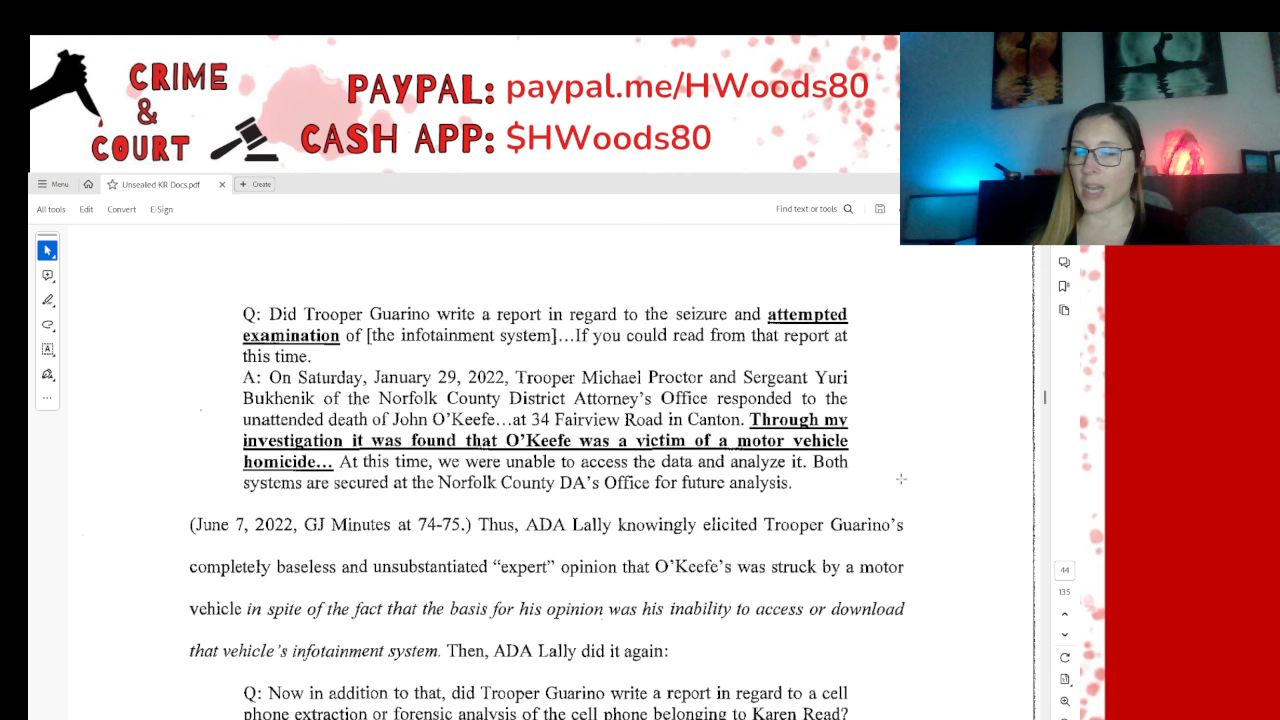 CRIME
&
COURT
PAYPAL: paypal.me/HWoods80
CASH APP: $HWoods80
Menu
Unsealed KR Docs.pdf
Create
All tools
Edit
Convert
E-Sign
Find text or tools
Q: Did Trooper Guarino write a report in regard to the seizure and attempted
examination of [the infotainment system]…If you could read from that report at
this time.
A: On Saturday, January 29, 2022, Trooper Michael Proctor and Sergeant Yuri
Bukhenik of the Norfolk County District Attorney's Office responded to the
unattended death of John O'Keefe…at 34 Fairview Road in Canton. Through my
investigation it was found that O'Keefe was a victim of a motor vehicle
homicide… At this time, we were unable to access the data and analyze it. Both
systems are secured at the Norfolk County DA's Office for future analysis.
(June 7, 2022, GJ Minutes at 74-75.) Thus, ADA Lally knowingly elicited Trooper Guarino's
completely baseless and unsubstantiated “expert” opinion that O'Keefe's was struck by a motor
vehicle in spite of the fact that the basis for his opinion was his inability to access or download
that vehicle's infotainment system. Then, ADA Lally did it again:
Q: Now in addition to that, did Trooper Guarino write a report in regard to a cell
phone extraction or forensic analysis of the cell phone belonging to Karen Read?
44
135